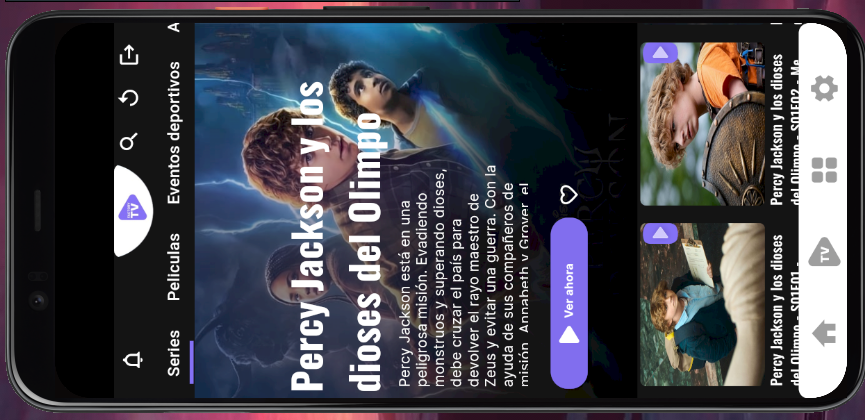 TV
Series
Películas
Eventos deportivos
A
Percy Jackson y los
dioses del Olimpo
Percy Jackson está en una
peligrosa misión. Evadiendo
monstruos y superando dioses,
debe cruzar el país para
devolver el rayo maestro de
Zeus y evitar una guerra. Con la
ayuda de sus compañeros de
misión, Annabeth y Grover, el
Ver ahora
Percy Jackson y los dioses
del Olimpo - S01E01 -
Percy Jackson y los dioses
del Olimpo - S01E02 - Me
TV